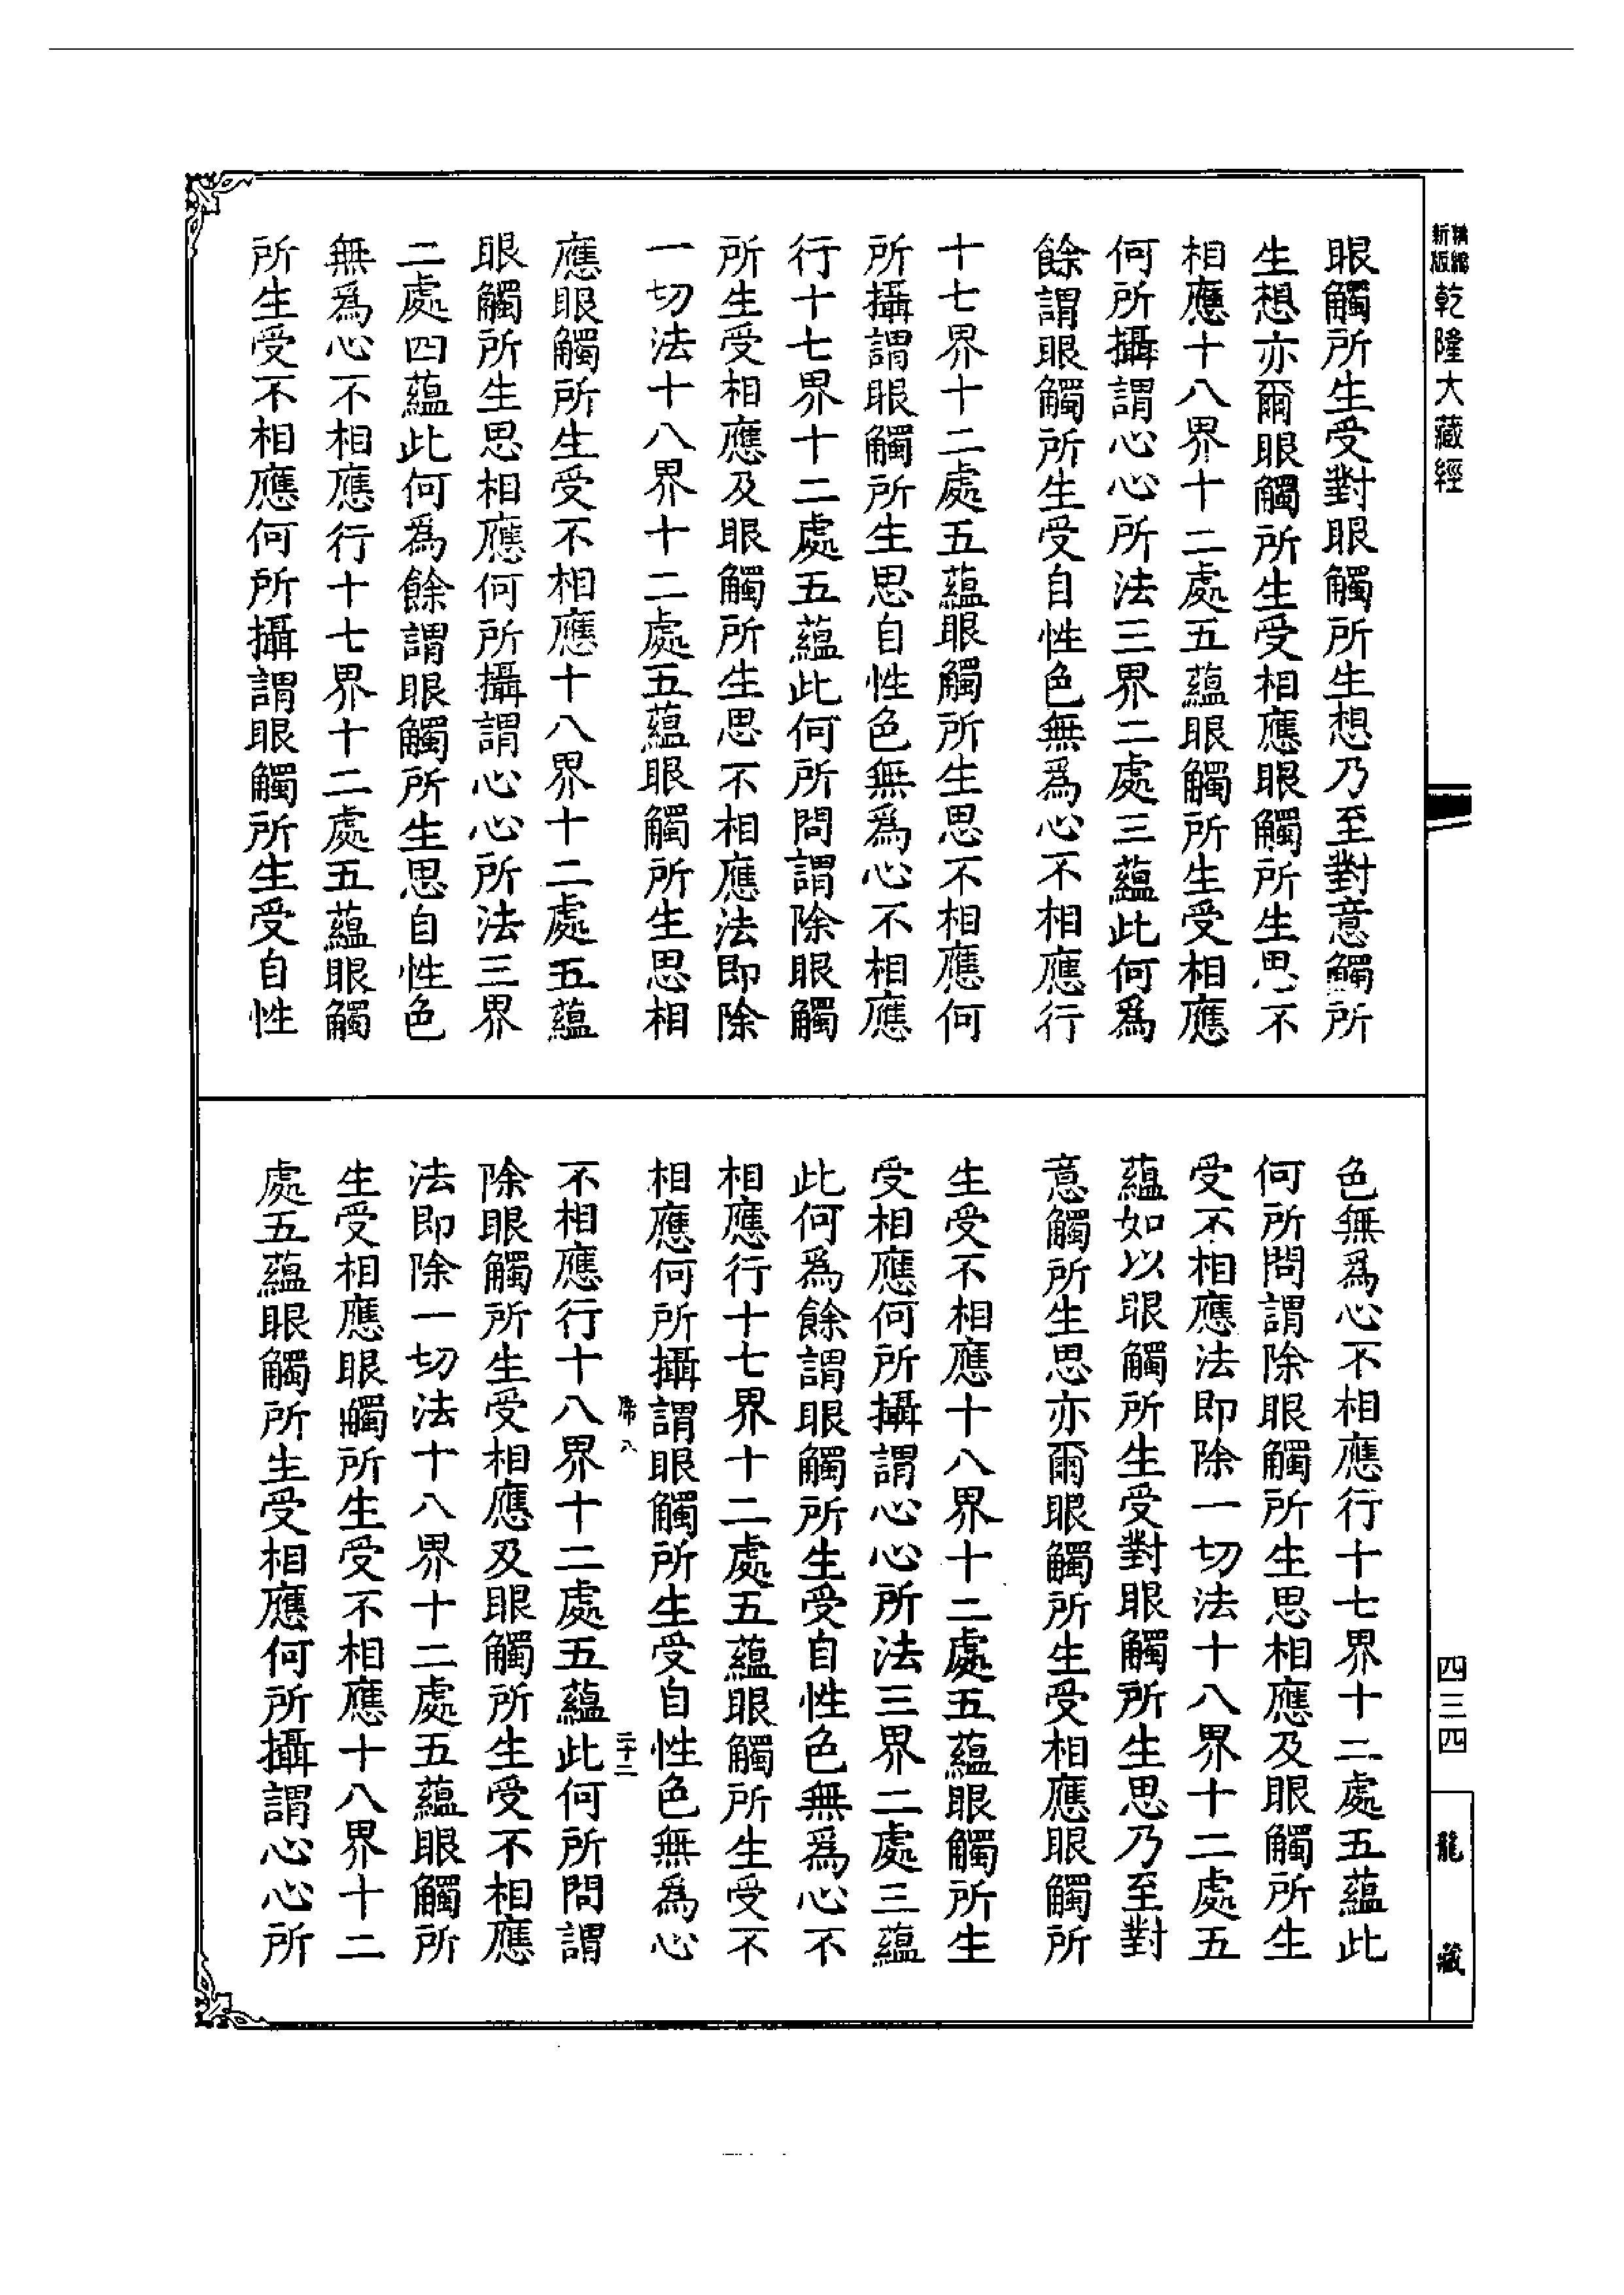 新編縮版乾隆大藏經
眼觸所生受對眼觸所生想乃至對意觸所
生想亦爾眼觸所生受相應眼觸所生思不
相應十八界十二處五蘊眼觸所生受相應
何所攝謂心心所法三界二處三蘊此何為
餘謂眼觸所生受自性色無為心不相應行
十七界十二處五蘊眼觸所生思不相應何
所攝謂眼觸所生思自性色無為心不相應
行十七界十二處五蘊此何所問謂除眼觸
所生受相應及眼觸所生思不相應法即除
一切法十八界十二處五蘊眼觸所生思相
應眼觸所生受不相應十八界十二處五蘊
眼觸所生思相應何所攝謂心心所法三界
二處四蘊此何為餘謂眼觸所生思自性色
無為心不相應行十七界十二處五蘊眼觸
所生受不相應何所攝謂眼觸所生受自性
色無為心不相應行十七界十二處五蘊此
何所問謂除眼觸所生思相應及眼觸所生
受不相應法即除一切法十八界十二處五
蘊如以眼觸所生受對眼觸所生思乃至對
意觸所生思亦爾眼觸所生受相應眼觸所
生受不相應十八界十二處五蘊眼觸所生
受相應何所攝謂心心所法三界二處三蘊
此何為餘謂眼觸所生受自性色無為心不
相應行十七界十二處五蘊眼觸所生受不
相應何所攝謂眼觸所生受自性色無為心
席八 二十二
不相應行十八界十二處五蘊此何所問謂
除眼觸所生受相應及眼觸所生受不相應
法即除一切法十八界十二處五蘊眼觸所
生受相應眼觸所生受不相應十八界十二
處五蘊眼觸所生受相應何所攝謂心心所
四三四
龍藏